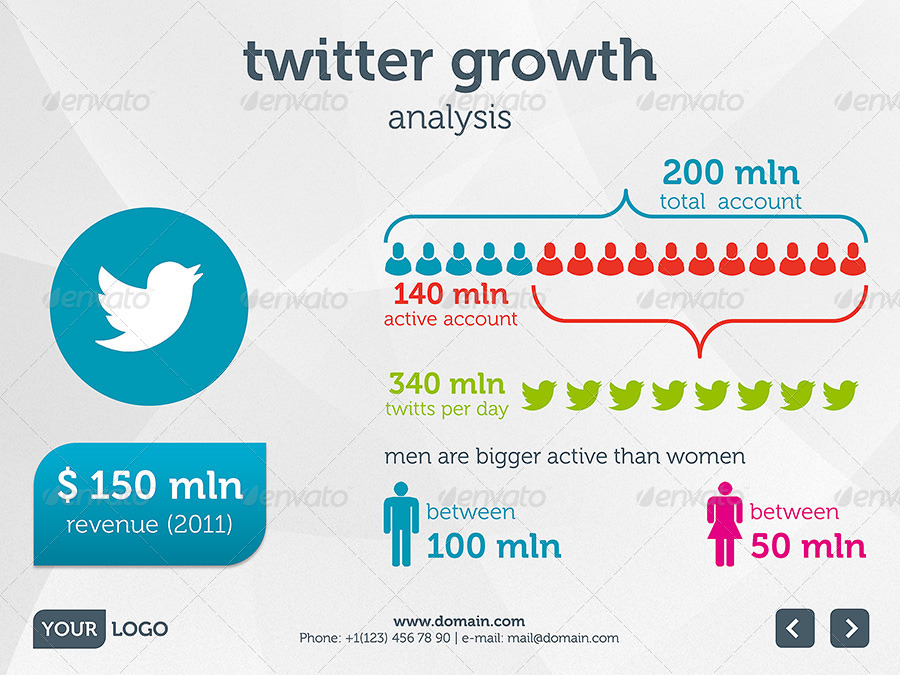 twitter growth
analysis
200 mln
total account
140 mln
active account
340 mln
twitts per day
men are bigger active than women
between
100 mln
between
50 mln
$ 150 mln
revenue (2011)
YOUR LOGO
www.domain.com
Phone: +1(123) 456 78 90 | e-mail: mail@domain.com
envato